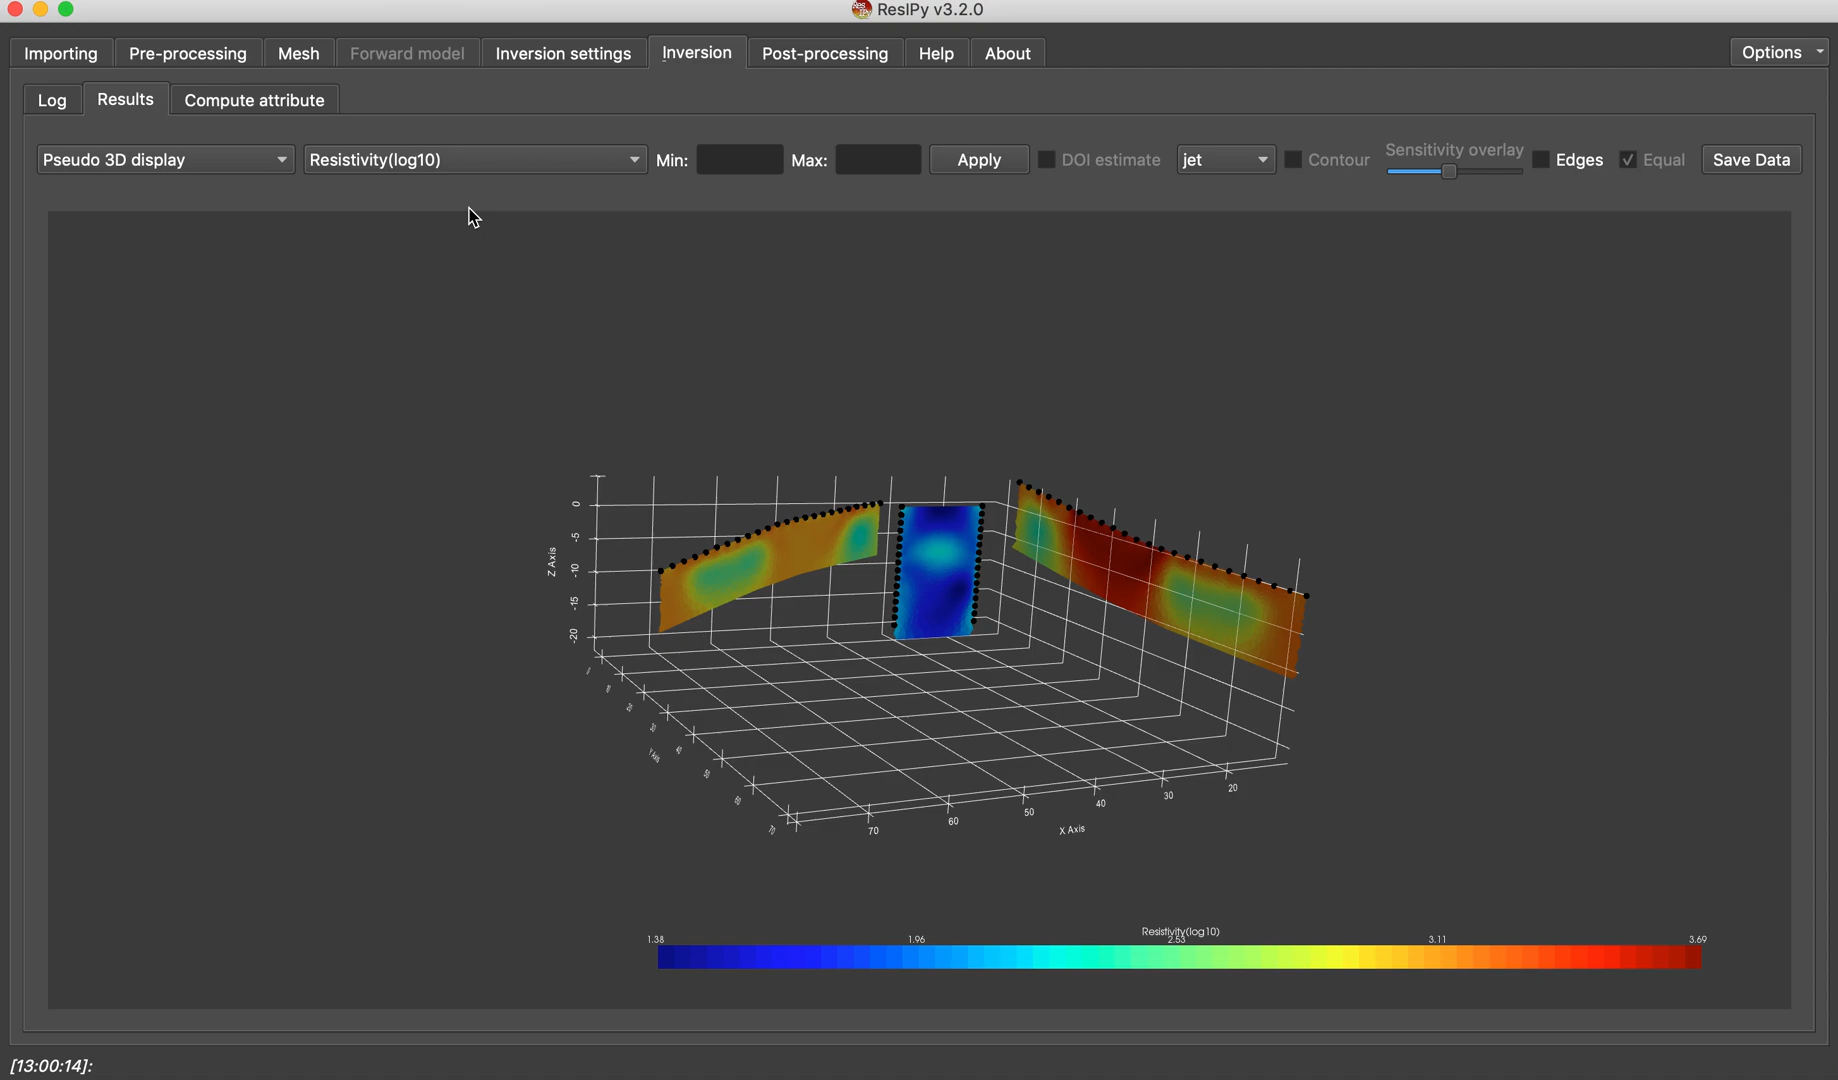 ResIPy v3.2.0
Importing Pre-processing Mesh Forward model Inversion settings Inversion Post-processing Help About Options
Log Results Compute attribute
Pseudo 3D display Resistivity(log10) Min: Max: Apply DOI estimate jet Contour Sensitivity overlay Edges Equal Save Data
0
-5
-10
-15
-20
Z Axis
Y Axis
70
70 60 50 40 30 20
X Axis
Resistivity(log10)
1.38 1.96 2.53 3.11 3.69
[13:00:14]: